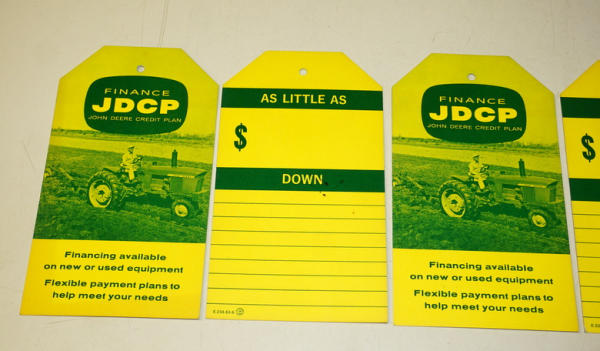 FINANCE
JDCP
JOHN DEERE CREDIT PLAN
Financing available
on new or used equipment
Flexible payment plans to
help meet your needs
AS LITTLE AS
$
DOWN
FINANCE
JDCP
JOHN DEERE CREDIT PLAN
Financing available
on new or used equipment
Flexible payment plans to
help meet your needs
$